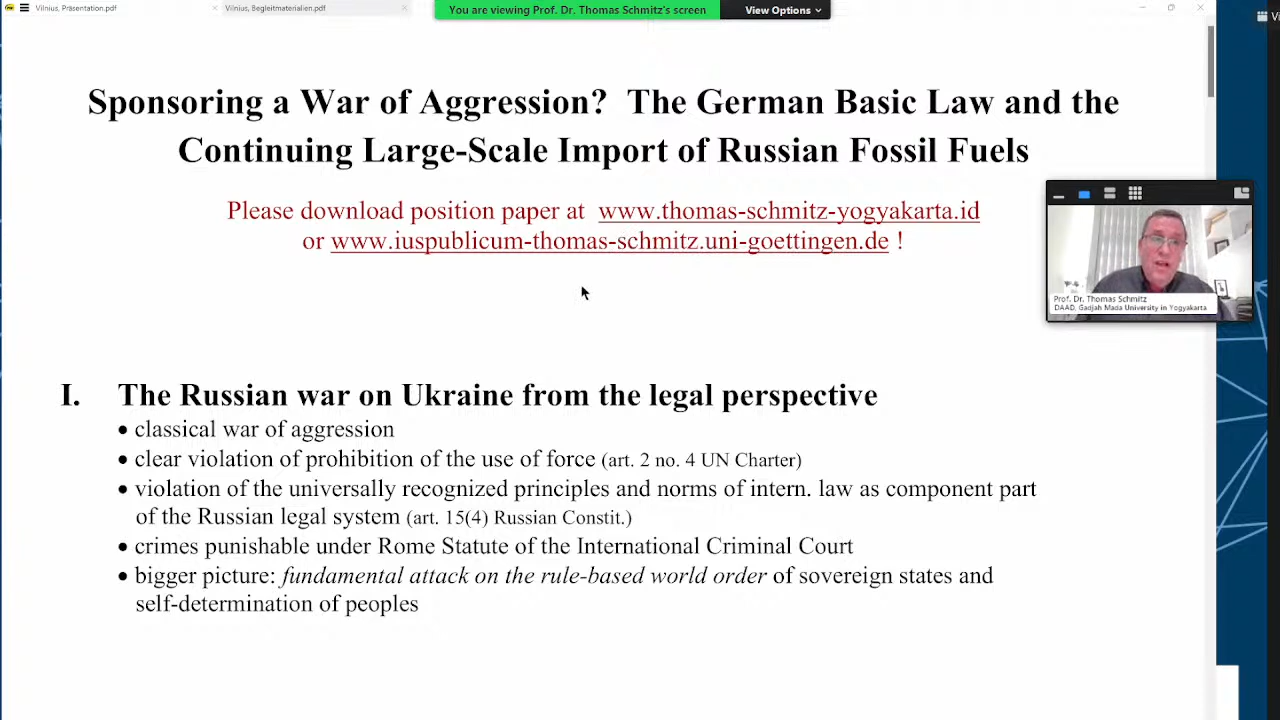 Vilnius, Präsentation.pdf
Vilnius, Begleitmaterialien.pdf
You are viewing Prof. Dr. Thomas Schmitz's screen
View Options
Sponsoring a War of Aggression? The German Basic Law and the
Continuing Large-Scale Import of Russian Fossil Fuels
Please download position paper at www.thomas-schmitz-yogyakarta.id
or www.iuspublicum-thomas-schmitz.uni-goettingen.de !
Prof. Dr. Thomas Schmitz
DAAD, Gadjah Mada University in Yogyakarta
I. The Russian war on Ukraine from the legal perspective
• classical war of aggression
• clear violation of prohibition of the use of force (art. 2 no. 4 UN Charter)
• violation of the universally recognized principles and norms of intern. law as component part
of the Russian legal system (art. 15(4) Russian Constit.)
• crimes punishable under Rome Statute of the International Criminal Court
• bigger picture: fundamental attack on the rule-based world order of sovereign states and
self-determination of peoples